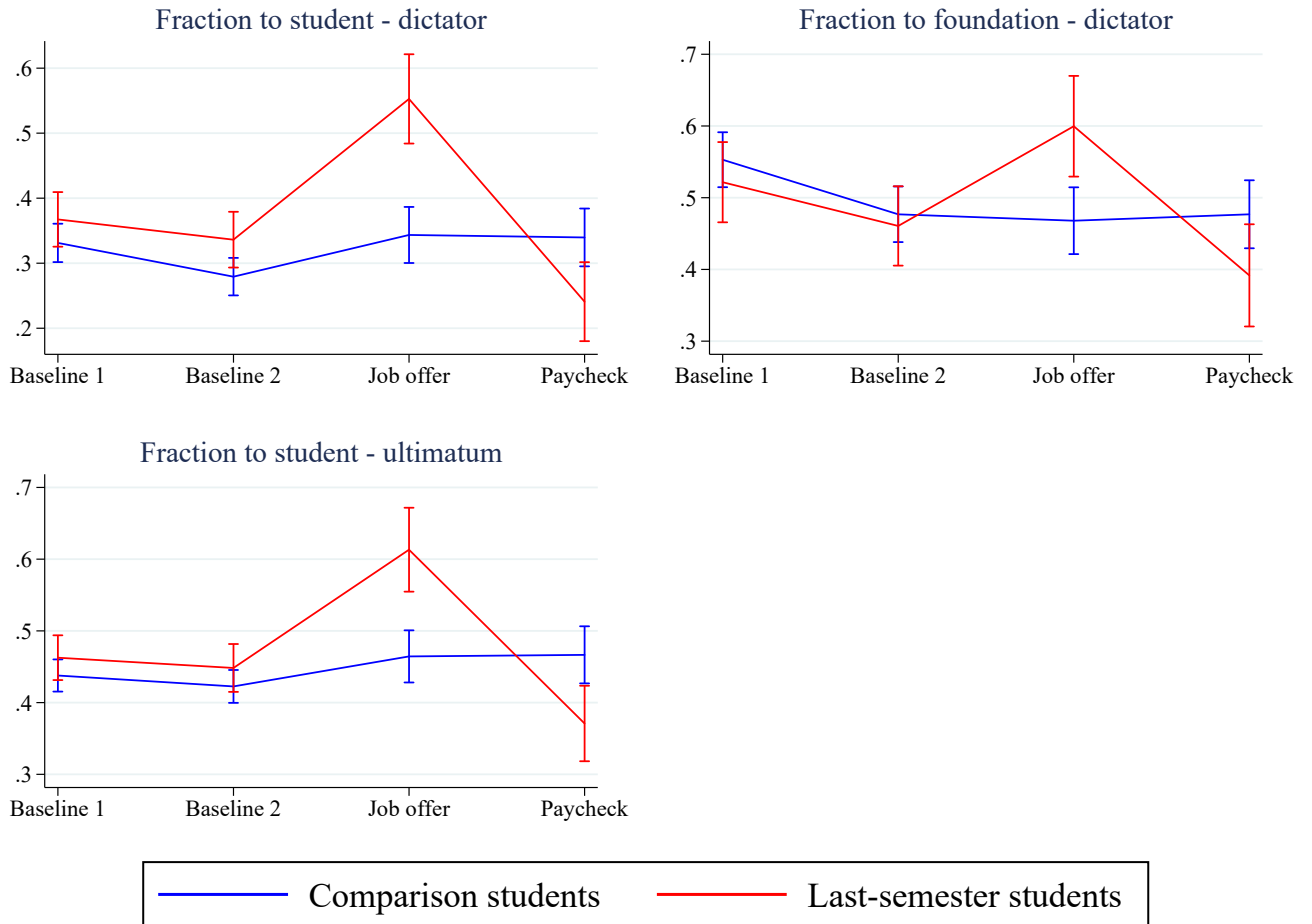 Fraction to student - dictator
.6
.5
.4
.3
.2
Baseline 1 Baseline 2 Job offer Paycheck
Fraction to foundation - dictator
.7
.6
.5
.4
.3
Baseline 1 Baseline 2 Job offer Paycheck
Fraction to student - ultimatum
.7
.6
.5
.4
.3
Baseline 1 Baseline 2 Job offer Paycheck
Comparison students Last-semester students